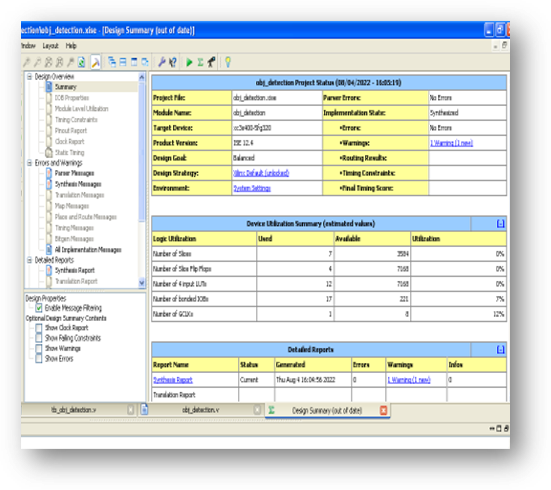 ection\obj_detection.xise - [Design Summary (out of date)]
indow Layout Help
Design Overview
Summary
IOB Properties
Module Level Utilization
Timing Constraints
Pinout Report
Clock Report
Static Timing
Errors and Warnings
Parser Messages
Synthesis Messages
Translation Messages
Map Messages
Place and Route Messages
Timing Messages
Bitgen Messages
All Implementation Messages
Detailed Reports
Synthesis Report
Translation Report
Design Properties
Enable Message Filtering
Optional Design Summary Contents
Show Clock Report
Show Failing Constraints
Show Warnings
Show Errors
obj_detection Project Status (08/04/2022 - 16:05:19)
Project File: obj_detection.xise Parser Errors: No Errors
Module Name: obj_detection Implementation State: Synthesized
Target Device: xc3s400-5fg320 •Errors: No Errors
Product Version: ISE 12.4 •Warnings: 1 Warning (1 new)
Design Goal: Balanced •Routing Results:
Design Strategy: Xilinx Default (unlocked) •Timing Constraints:
Environment: System Settings •Final Timing Score:
Device Utilization Summary (estimated values) [-]
Logic Utilization Used Available Utilization
Number of Slices 7 3584 0%
Number of Slice Flip Flops 4 7168 0%
Number of 4 input LUTs 12 7168 0%
Number of bonded IOBs 17 221 7%
Number of GCLKs 1 8 12%
Detailed Reports [-]
Report Name Status Generated Errors Warnings Infos
Synthesis Report Current Thu Aug 4 16:04:56 2022 0 1 Warning (1 new) 0
Translation Report
tb_obj_detection.v obj_detection.v Design Summary (out of date)